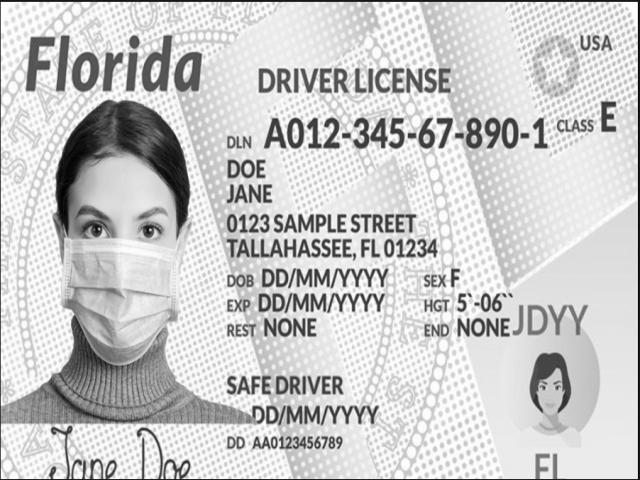 Florida
USA
DRIVER LICENSE
DLN A012-345-67-890-1 CLASS E
DOE
JANE
0123 SAMPLE STREET
TALLAHASSEE, FL 01234
DOB DD/MM/YYYY SEX F
EXP DD/MM/YYYY HGT 5`-06``
REST NONE END NONE
JDYY
SAFE DRIVER
DD/MM/YYYY
DD AA0123456789
Jane Doe
FL